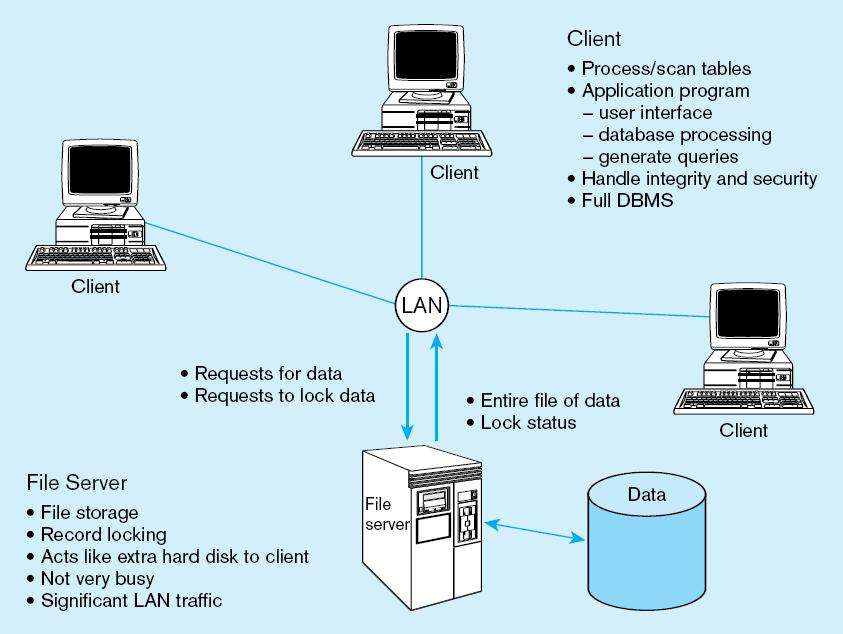 Client
• Process/scan tables
• Application program
– user interface
– database processing
– generate queries
• Handle integrity and security
• Full DBMS
Client
Client
LAN
Client
• Requests for data
• Requests to lock data
• Entire file of data
• Lock status
File Server
• File storage
• Record locking
• Acts like extra hard disk to client
• Not very busy
• Significant LAN traffic
File
server
Data